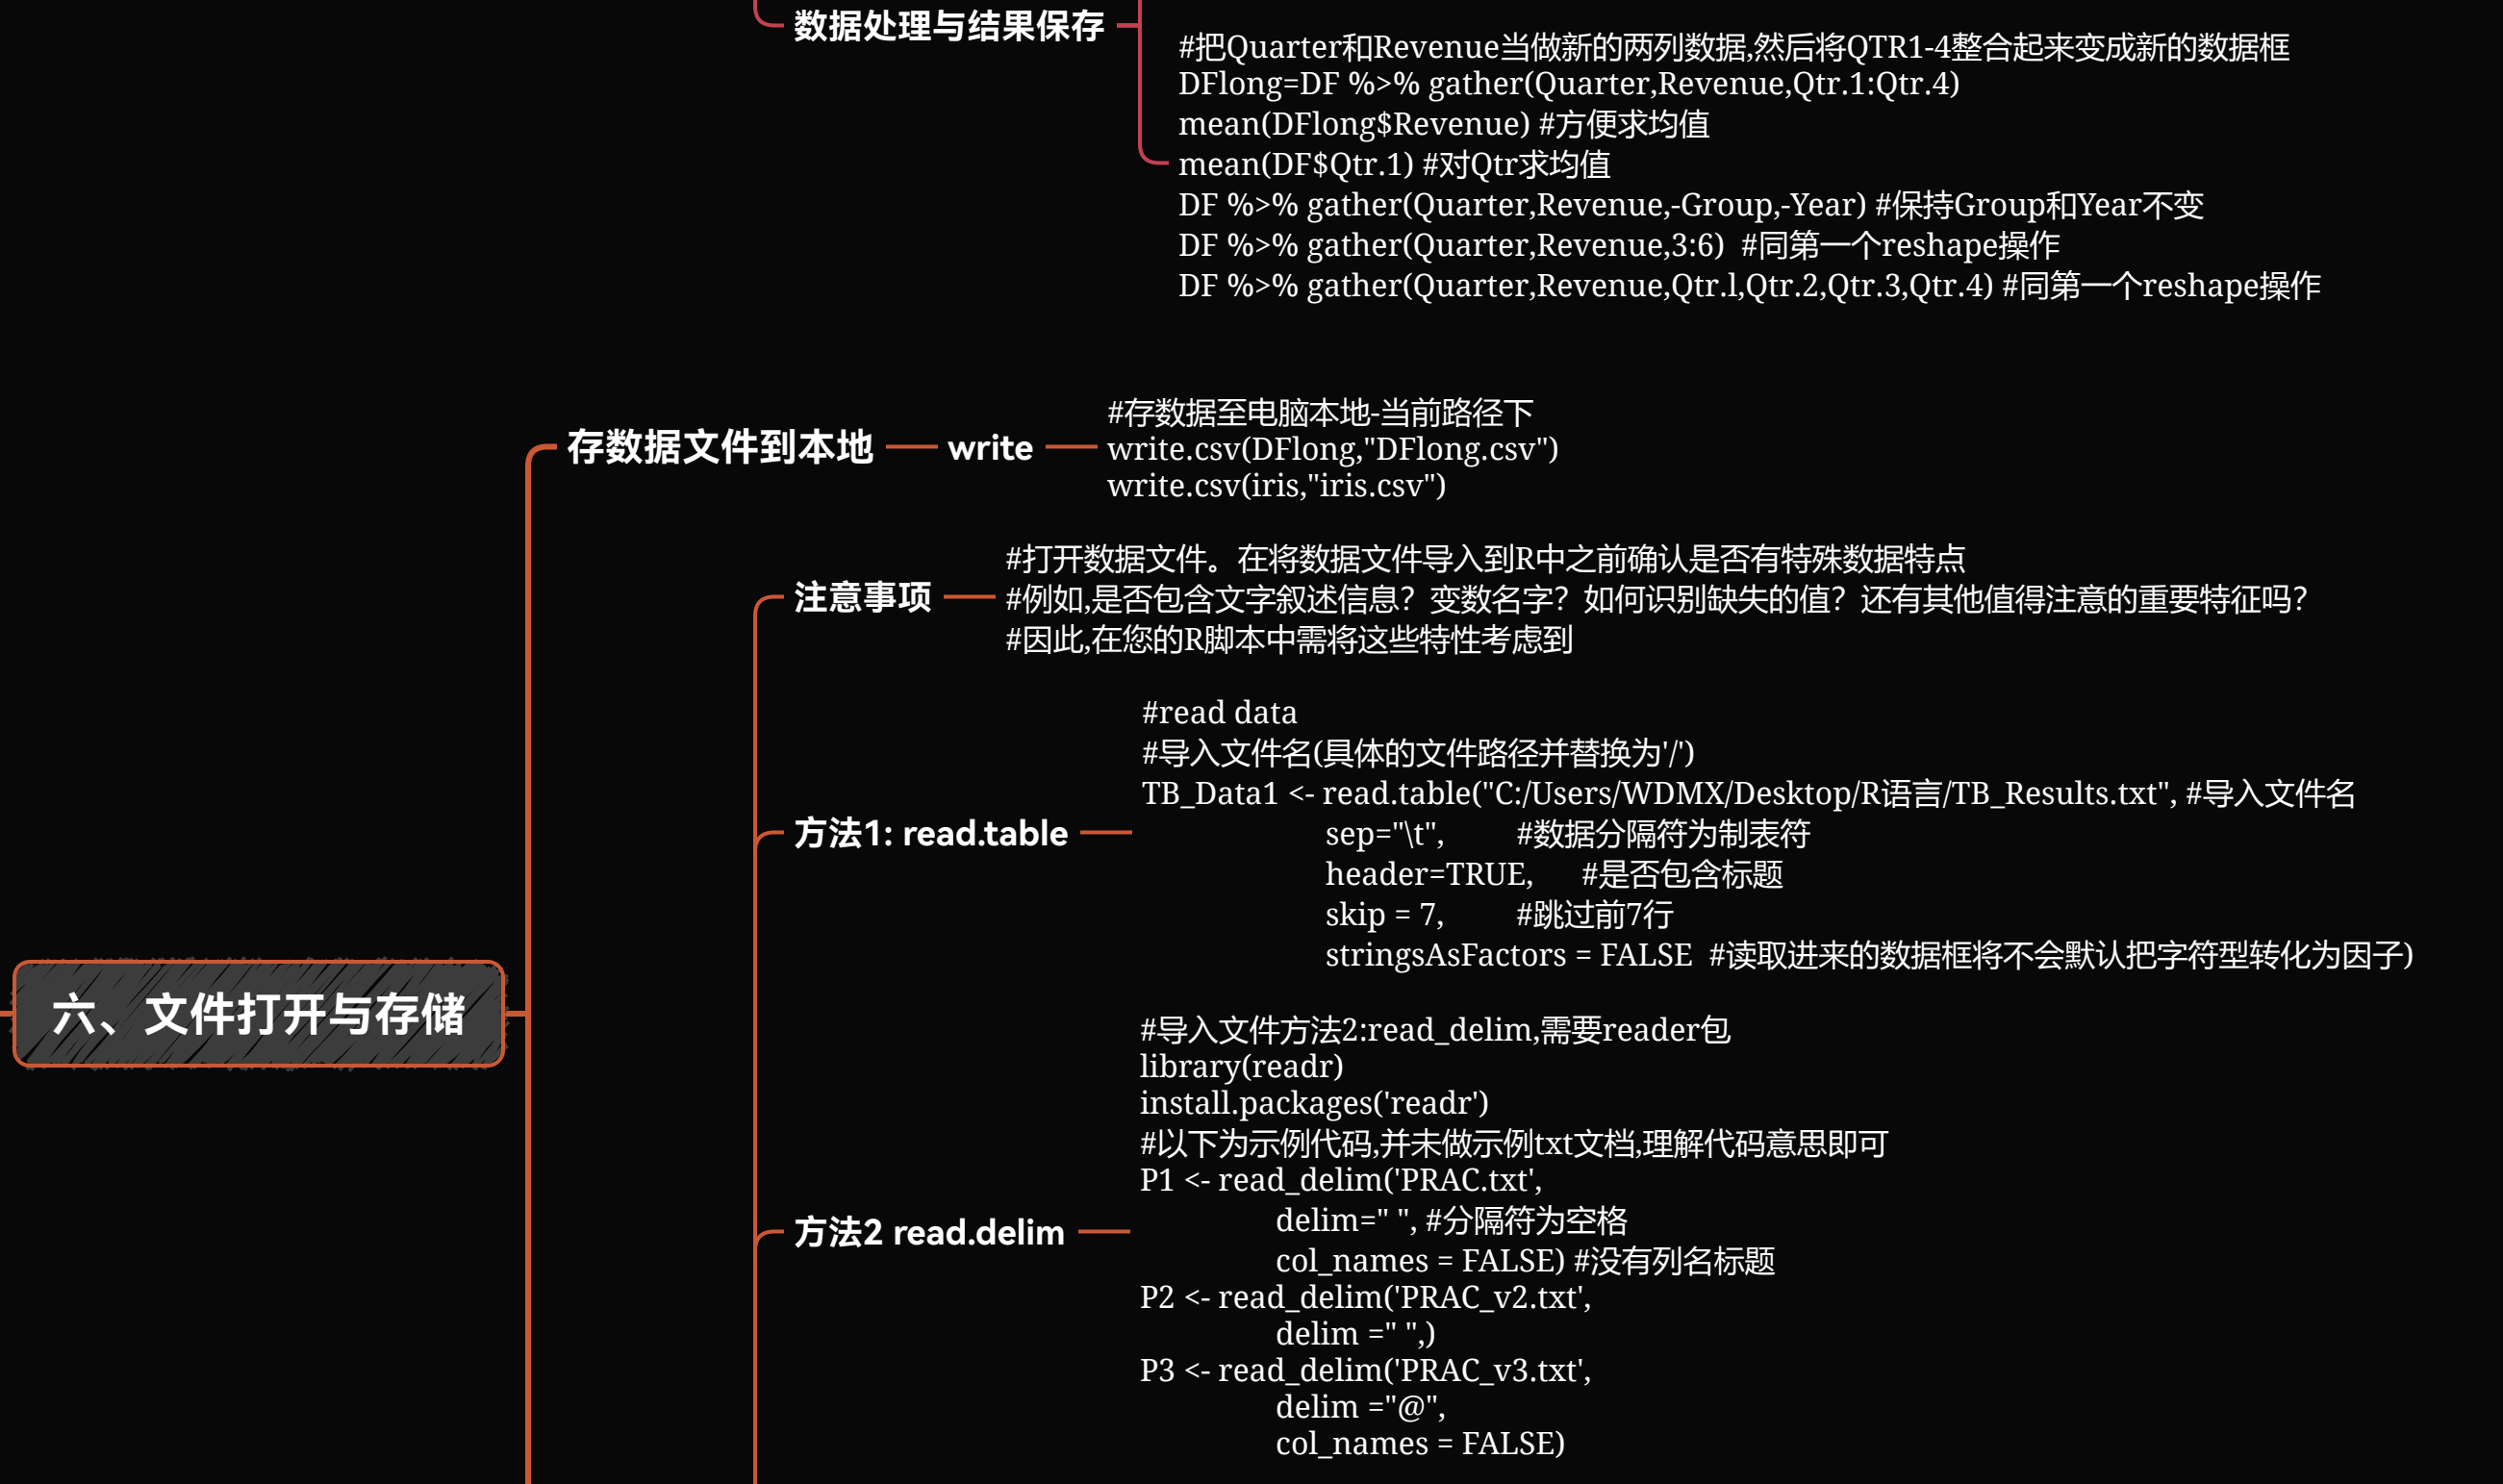 数据处理与结果保存
#把Quarter和Revenue当做新的两列数据,然后将QTR1-4整合起来变成新的数据框
DFlong=DF %>% gather(Quarter,Revenue,Qtr.1:Qtr.4)
mean(DFlong$Revenue) #方便求均值
mean(DF$Qtr.1) #对Qtr求均值
DF %>% gather(Quarter,Revenue,-Group,-Year) #保持Group和Year不变
DF %>% gather(Quarter,Revenue,3:6)  #同第一个reshape操作
DF %>% gather(Quarter,Revenue,Qtr.l,Qtr.2,Qtr.3,Qtr.4) #同第一个reshape操作
六、文件打开与存储
存数据文件到本地
write
#存数据至电脑本地-当前路径下
write.csv(DFlong,"DFlong.csv")
write.csv(iris,"iris.csv")
注意事项
#打开数据文件。在将数据文件导入到R中之前确认是否有特殊数据特点
#例如,是否包含文字叙述信息？变数名字？如何识别缺失的值？还有其他值得注意的重要特征吗？
#因此,在您的R脚本中需将这些特性考虑到
方法1: read.table
#read data
#导入文件名(具体的文件路径并替换为'/')
TB_Data1 <- read.table("C:/Users/WDMX/Desktop/R语言/TB_Results.txt", #导入文件名
sep="\t",         #数据分隔符为制表符
header=TRUE,      #是否包含标题
skip = 7,         #跳过前7行
stringsAsFactors = FALSE  #读取进来的数据框将不会默认把字符型转化为因子)
方法2 read.delim
#导入文件方法2:read_delim,需要reader包
library(readr)
install.packages('readr')
#以下为示例代码,并未做示例txt文档,理解代码意思即可
P1 <- read_delim('PRAC.txt',
delim=" ", #分隔符为空格
col_names = FALSE) #没有列名标题
P2 <- read_delim('PRAC_v2.txt',
delim =" ",)
P3 <- read_delim('PRAC_v3.txt',
delim ="@",
col_names = FALSE)